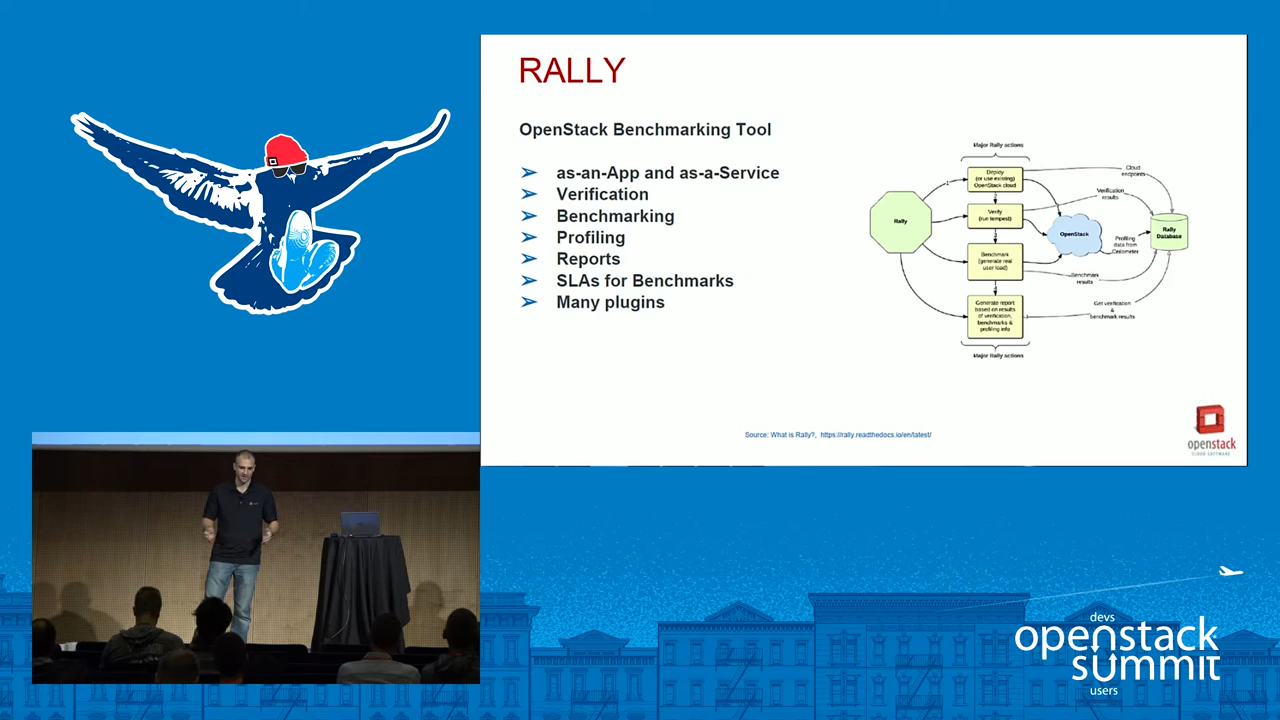 RALLY
OpenStack Benchmarking Tool
as-an-App and as-a-Service
Verification
Benchmarking
Profiling
Reports
SLAs for Benchmarks
Many plugins
Major Rally actions
Rally
Deploy
(or use existing)
OpenStack cloud
Verify
(run tempest)
Benchmark
(generate real
user load)
Generate report
based on results
of verification,
benchmarks &
profiling info
Major Rally actions
OpenStack
Cloud
endpoints
Verification
results
Profiling
data from
Ceilometer
Benchmark
results
Get verification
&
benchmark results
Rally
Database
Source: What is Rally?, https://rally.readthedocs.io/en/latest/
openstack
CLOUD SOFTWARE
devs
openstack
summit
users